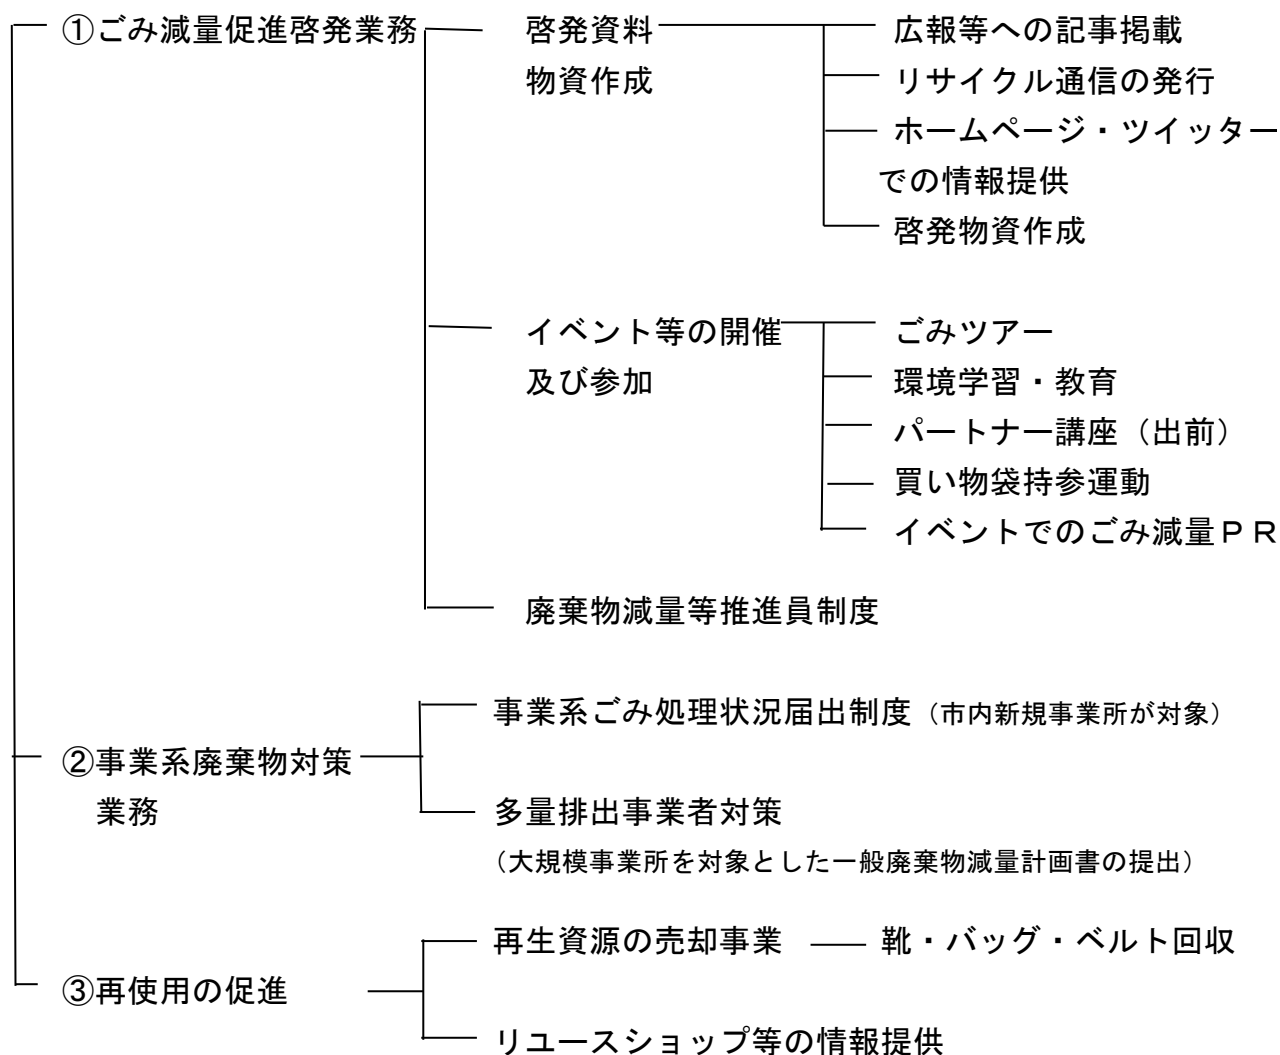 ①ごみ減量促進啓発業務
啓発資料
物資作成
広報等への記事掲載
リサイクル通信の発行
ホームページ・ツイッター
での情報提供
啓発物資作成
イベント等の開催
及び参加
ごみツアー
環境学習・教育
パートナー講座（出前）
買い物袋持参運動
イベントでのごみ減量ＰＲ
廃棄物減量等推進員制度
②事業系廃棄物対策
業務
事業系ごみ処理状況届出制度（市内新規事業所が対象）
多量排出事業者対策
（大規模事業所を対象とした一般廃棄物減量計画書の提出）
③再使用の促進
再生資源の売却事業
靴・バッグ・ベルト回収
リユースショップ等の情報提供